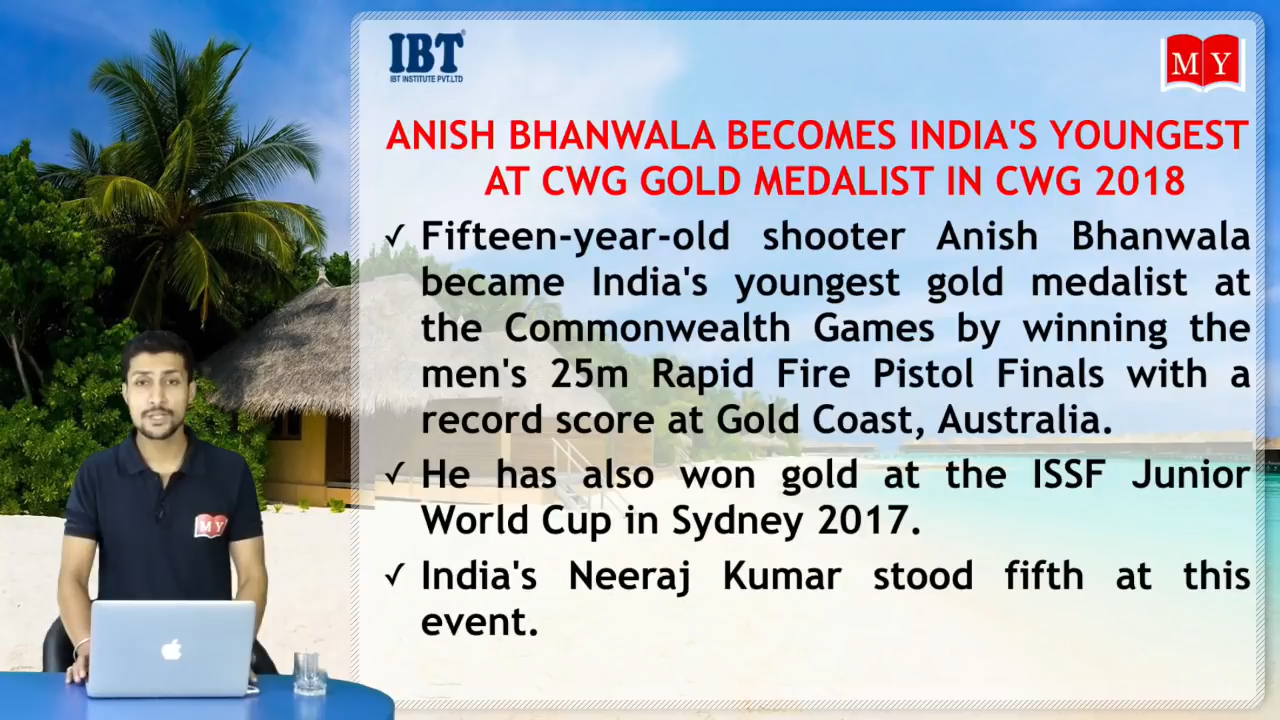 IBT
IBT INSTITUTE PVT.LTD
M Y
ANISH BHANWALA BECOMES INDIA'S YOUNGEST
AT CWG GOLD MEDALIST IN CWG 2018
✓ Fifteen-year-old shooter Anish Bhanwala
became India's youngest gold medalist at
the Commonwealth Games by winning the
men's 25m Rapid Fire Pistol Finals with a
record score at Gold Coast, Australia.
✓ He has also won gold at the ISSF Junior
World Cup in Sydney 2017.
✓ India's Neeraj Kumar stood fifth at this
event.
MY